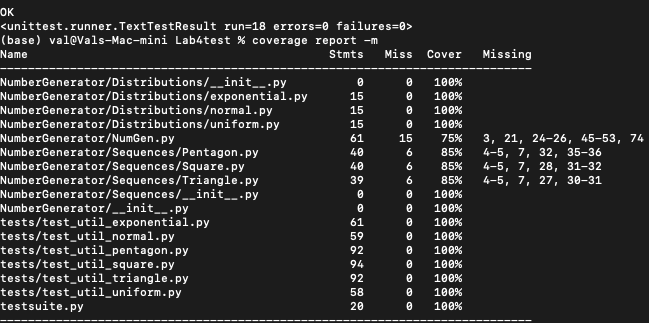 OK
<unittest.runner.TextTestResult run=18 errors=0 failures=0>
(base) val@Vals-Mac-mini Lab4test % coverage report -m
Name Stmts Miss Cover Missing
--------------------------------------------------------------------------
NumberGenerator/Distributions/__init__.py 0 0 100%
NumberGenerator/Distributions/exponential.py 15 0 100%
NumberGenerator/Distributions/normal.py 15 0 100%
NumberGenerator/Distributions/uniform.py 15 0 100%
NumberGenerator/NumGen.py 61 15 75% 3, 21, 24-26, 45-53, 74
NumberGenerator/Sequences/Pentagon.py 40 6 85% 4-5, 7, 32, 35-36
NumberGenerator/Sequences/Square.py 40 6 85% 4-5, 7, 28, 31-32
NumberGenerator/Sequences/Triangle.py 39 6 85% 4-5, 7, 27, 30-31
NumberGenerator/Sequences/__init__.py 0 0 100%
NumberGenerator/__init__.py 0 0 100%
tests/test_util_exponential.py 61 0 100%
tests/test_util_normal.py 59 0 100%
tests/test_util_pentagon.py 92 0 100%
tests/test_util_square.py 94 0 100%
tests/test_util_triangle.py 92 0 100%
tests/test_util_uniform.py 58 0 100%
testsuite.py 20 0 100%
--------------------------------------------------------------------------